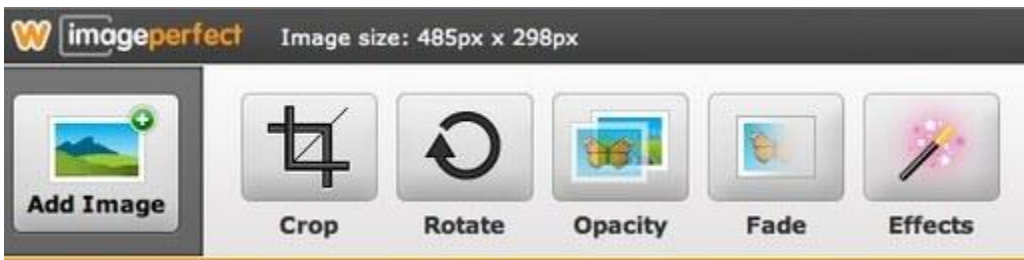 W imageperfect Image size: 485px x 298px
Add Image
Crop Rotate Opacity Fade Effects